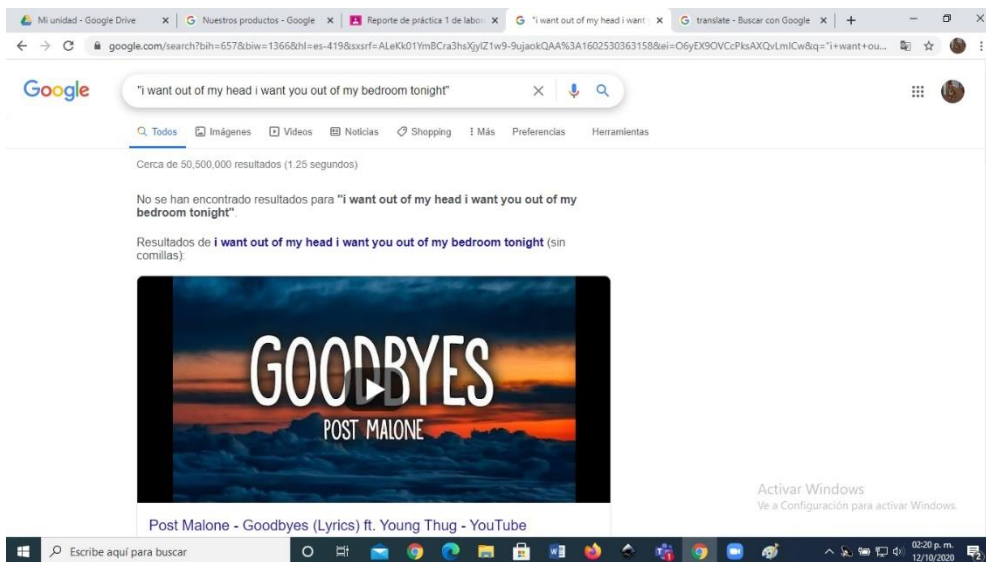 Mi unidad - Google Drive
Nuestros productos - Google
Reporte de práctica 1 de labor
"i want out of my head i want
translate - Buscar con Google
google.com/search?bih=657&biw=1366&hl=es-419&sxsrf=ALeKk01YmBCra3hsXjylZ1w9-9ujaokQAA%3A1602530363158&ei=O6yEX9OVCcPksAXQvLmICw&q="i+want+ou...
Google
"i want out of my head i want you out of my bedroom tonight"
Todos Imágenes Videos Noticias Shopping Más Preferencias Herramientas
Cerca de 50,500,000 resultados (1.25 segundos)
No se han encontrado resultados para "i want out of my head i want you out of my
bedroom tonight".
Resultados de i want out of my head i want you out of my bedroom tonight (sin
comillas):
GOODBYES
POST MALONE
Activar Windows
Ve a Configuración para activar Windows.
Post Malone - Goodbyes (Lyrics) ft. Young Thug - YouTube
Escribe aquí para buscar
02:20 p. m.
12/10/2020